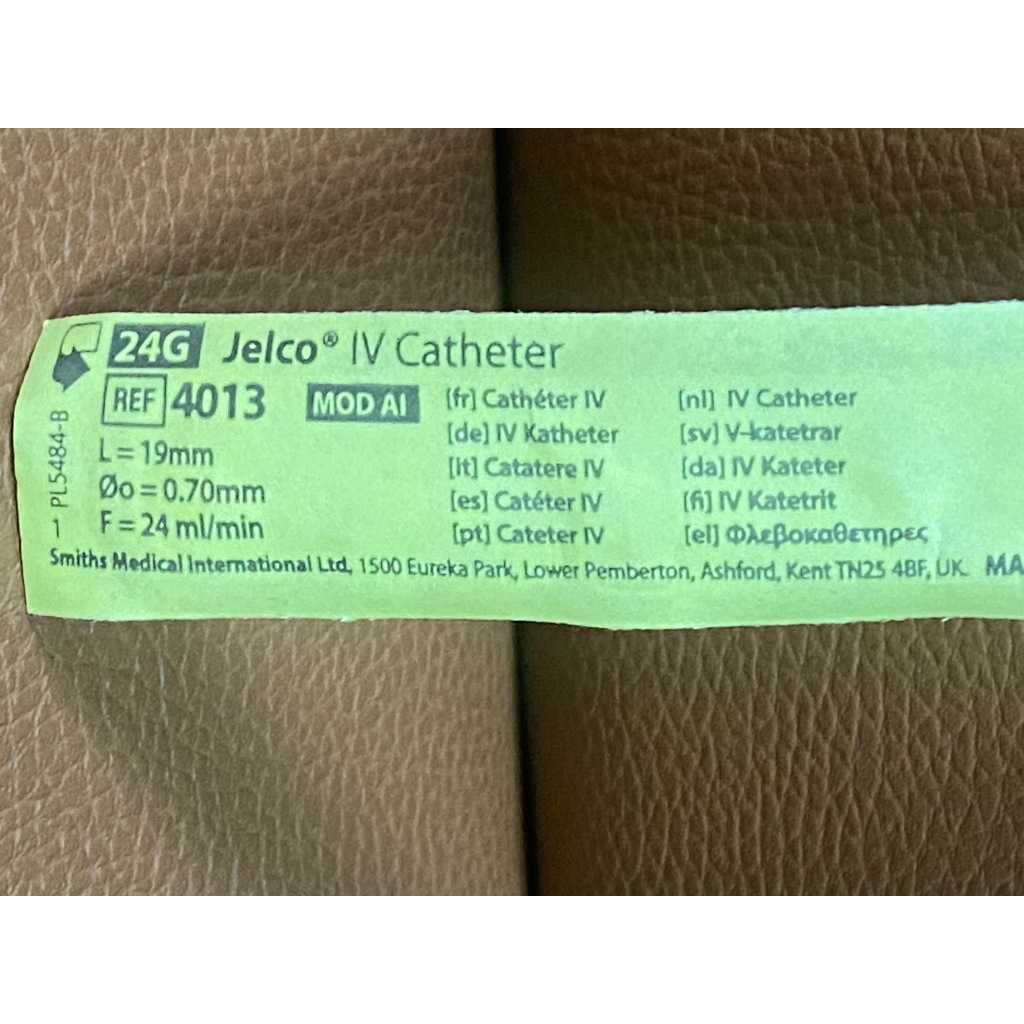 24G Jelco® IV Catheter
REF 4013 MOD AI
L = 19mm
Øo = 0.70mm
F = 24 ml/min
[fr] Cathéter IV
[de] IV Katheter
[it] Catatere IV
[es] Catéter IV
[pt] Cateter IV
[nl] IV Catheter
[sv] V-katetrar
[da] IV Kateter
[fi] IV Katetrit
[el] Φλεβοκαθετηρες
Smiths Medical International Ltd, 1500 Eureka Park, Lower Pemberton, Ashford, Kent TN25 4BF, UK. MA
PL5484-B